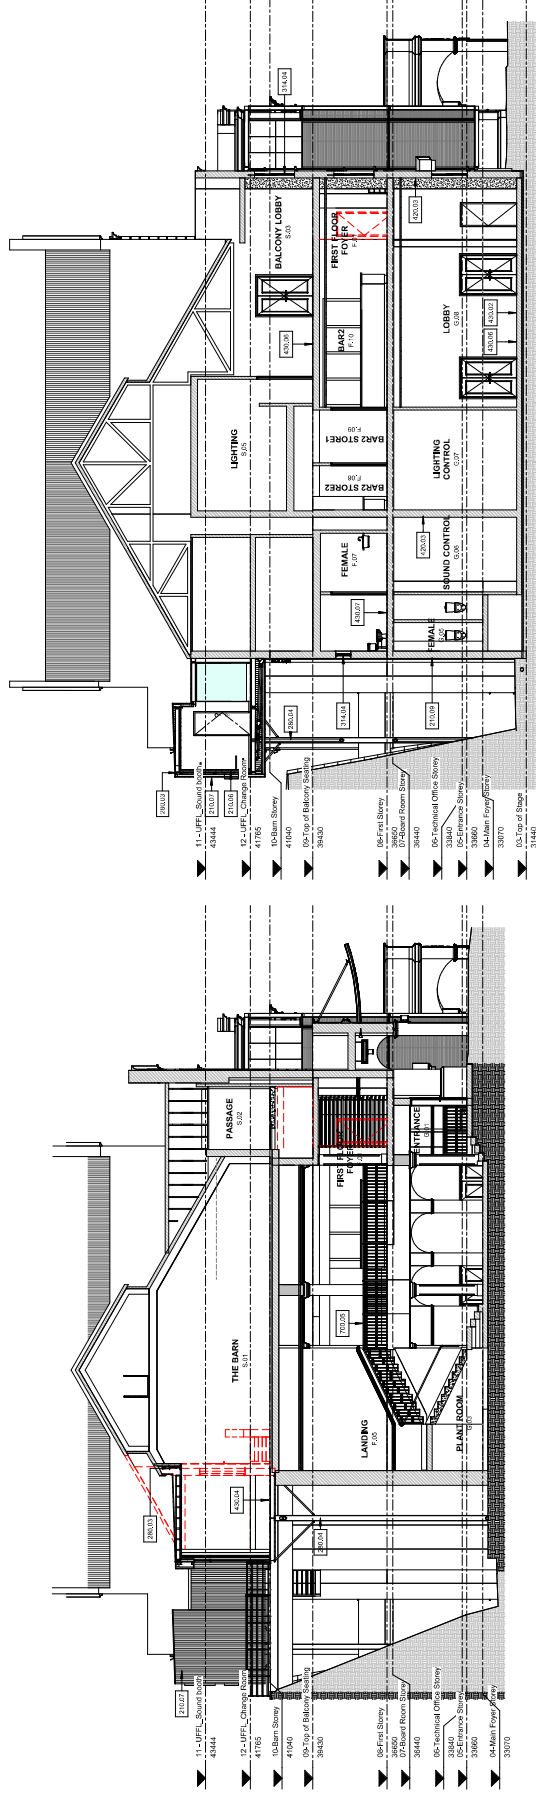 314.04
BALCONY LOBBY
S.03
FIRST FLOOR
FOYER
F.01
420.03
430.06
BAR2
F.10
LOBBY
G.08
430.02
430.06
LIGHTING
S.05
BAR2 STORE1
F.09
BAR2 STORE2
F.08
LIGHTING
CONTROL
G.07
420.03
SOUND CONTROL
G.06
FEMALE
F.07
430.07
FEMALE
G.05
314.04
210.09
280.04
280.03
210.07
210.06
11 - UFFL_Sound booth
43444
12 - UFFL_Change Room
41765
10-Barn Storey
41040
09-Top of Balcony Seating
39430
08-First Storey
36650
07-Board Room Storey
36440
06-Technical Office Storey
33840
05-Entrance Storey
33660
04-Main Foyer Storey
33070
03-Top of Stage
31440
PASSAGE
S.02
FIRST FLOOR
FOYER
ENTRANCE
G.01
THE BARN
S.01
700.05
LANDING
F.05
PLANT ROOM
G.03
280.03
430.04
280.04
210.07
11 - UFFL_Sound booth
43444
12 - UFFL_Change Room
41765
10-Barn Storey
41040
09-Top of Balcony Seating
39430
08-First Storey
36650
07-Board Room Storey
36440
06-Technical Office Storey
33840
05-Entrance Storey
33660
04-Main Foyer Storey
33070